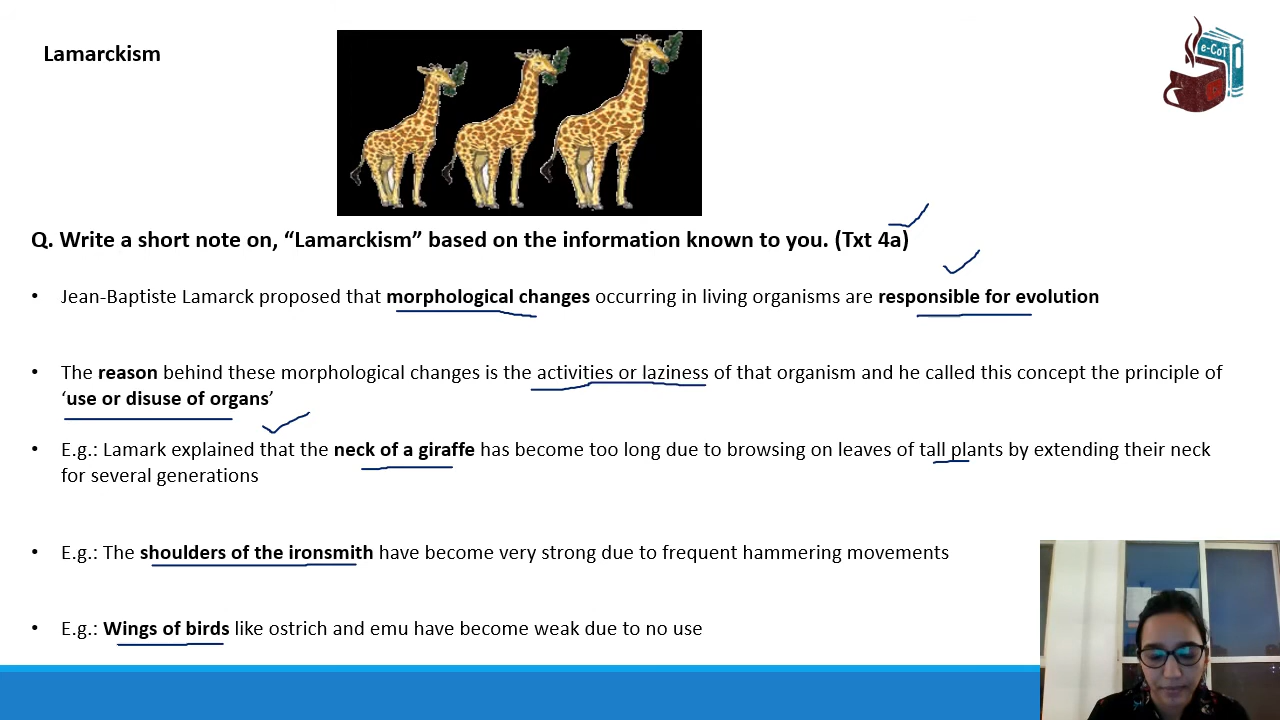 Lamarckism
e-CoT
Q. Write a short note on, “Lamarckism” based on the information known to you. (Txt 4a)
• Jean-Baptiste Lamarck proposed that morphological changes occurring in living organisms are responsible for evolution
• The reason behind these morphological changes is the activities or laziness of that organism and he called this concept the principle of
‘use or disuse of organs’
• E.g.: Lamark explained that the neck of a giraffe has become too long due to browsing on leaves of tall plants by extending their neck
for several generations
• E.g.: The shoulders of the ironsmith have become very strong due to frequent hammering movements
• E.g.: Wings of birds like ostrich and emu have become weak due to no use